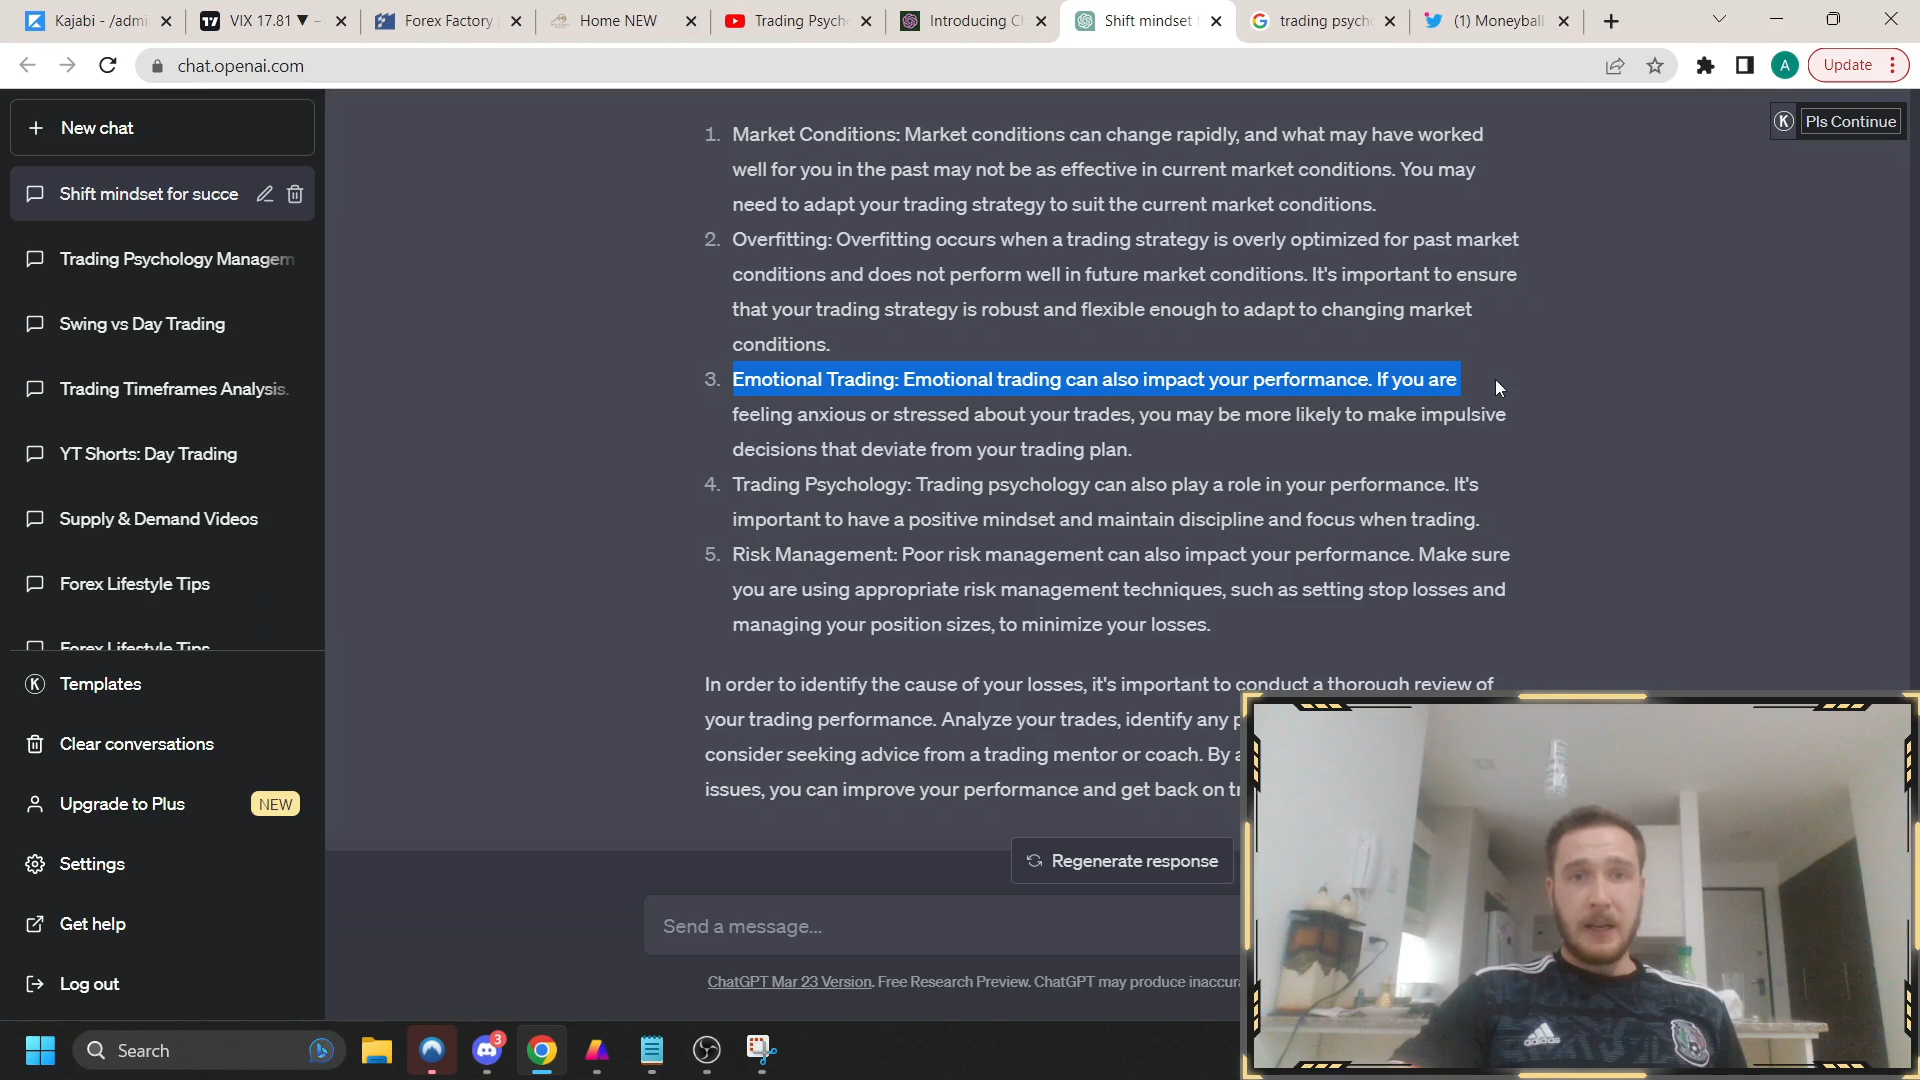 Kajabi - /admi
VIX 17.81 ▼ -
Forex Factory
Home NEW
Trading Psych
Introducing C
Shift mindset
trading psych
(1) Moneyball
chat.openai.com
A
Update
New chat
Shift mindset for succe
Trading Psychology Managem
Swing vs Day Trading
Trading Timeframes Analysis.
YT Shorts: Day Trading
Supply & Demand Videos
Forex Lifestyle Tips
Forex Lifestyle Tips
Templates
Clear conversations
Upgrade to Plus NEW
Settings
Get help
Log out
K Pls Continue
1. Market Conditions: Market conditions can change rapidly, and what may have worked
well for you in the past may not be as effective in current market conditions. You may
need to adapt your trading strategy to suit the current market conditions.
2. Overfitting: Overfitting occurs when a trading strategy is overly optimized for past market
conditions and does not perform well in future market conditions. It's important to ensure
that your trading strategy is robust and flexible enough to adapt to changing market
conditions.
3. Emotional Trading: Emotional trading can also impact your performance. If you are
feeling anxious or stressed about your trades, you may be more likely to make impulsive
decisions that deviate from your trading plan.
4. Trading Psychology: Trading psychology can also play a role in your performance. It's
important to have a positive mindset and maintain discipline and focus when trading.
5. Risk Management: Poor risk management can also impact your performance. Make sure
you are using appropriate risk management techniques, such as setting stop losses and
managing your position sizes, to minimize your losses.
In order to identify the cause of your losses, it's important to conduct a thorough review of
your trading performance. Analyze your trades, identify any p
consider seeking advice from a trading mentor or coach. By a
issues, you can improve your performance and get back on tr
Regenerate response
Send a message...
ChatGPT Mar 23 Version. Free Research Preview. ChatGPT may produce inaccur
adidas
Search
3